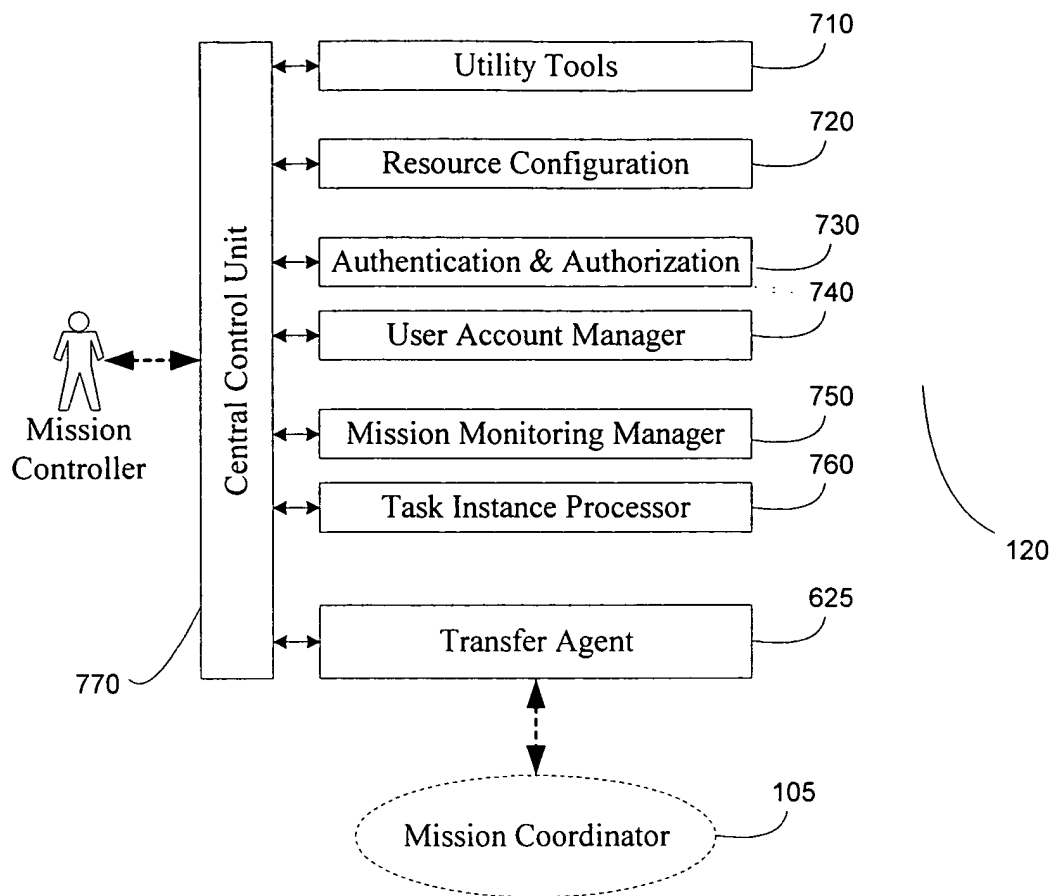 710
Utility Tools
720
Resource Configuration
730
Authentication & Authorization
740
User Account Manager
Central Control Unit
Mission
Controller
750
Mission Monitoring Manager
760
Task Instance Processor
120
625
Transfer Agent
770
105
Mission Coordinator